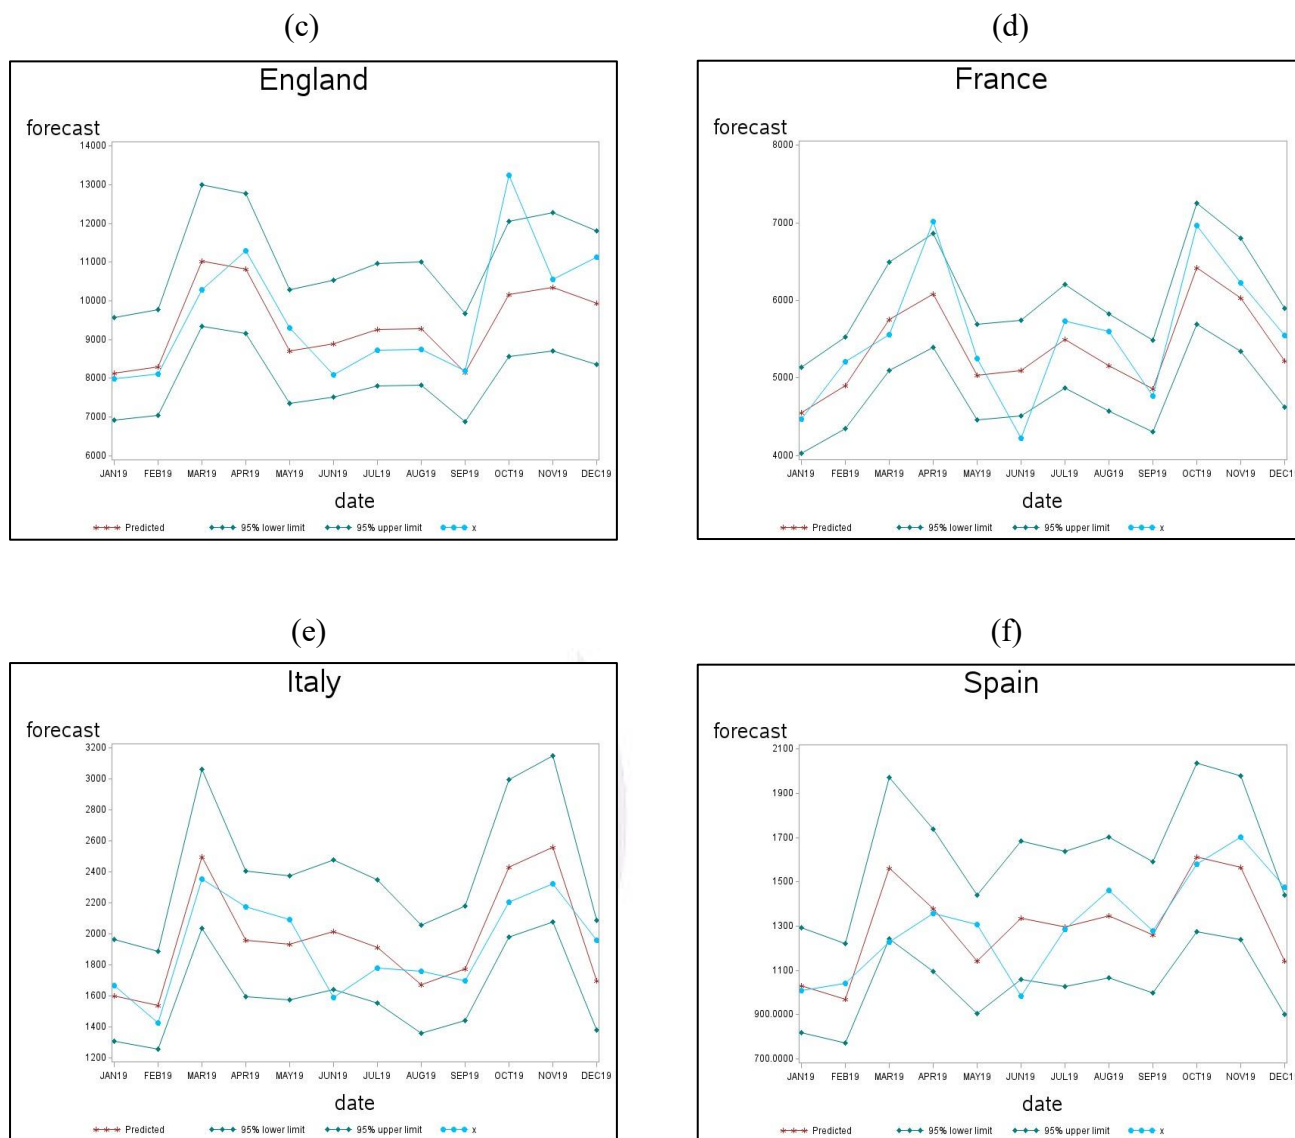 (c)
England
forecast
14000
13000
12000
11000
10000
9000
8000
7000
6000
JAN19 FEB19 MAR19 APR19 MAY19 JUN19 JUL19 AUG19 SEP19 OCT19 NOV19 DEC19
date
Predicted 95% lower limit 95% upper limit x
(d)
France
forecast
8000
7000
6000
5000
4000
JAN19 FEB19 MAR19 APR19 MAY19 JUN19 JUL19 AUG19 SEP19 OCT19 NOV19 DEC19
date
Predicted 95% lower limit 95% upper limit x
(e)
Italy
forecast
3200
3000
2800
2600
2400
2200
2000
1800
1600
1400
1200
JAN19 FEB19 MAR19 APR19 MAY19 JUN19 JUL19 AUG19 SEP19 OCT19 NOV19 DEC19
date
Predicted 95% lower limit 95% upper limit x
(f)
Spain
forecast
2100
1900
1700
1500
1300
1100
900.0000
700.0000
JAN19 FEB19 MAR19 APR19 MAY19 JUN19 JUL19 AUG19 SEP19 OCT19 NOV19 DEC19
date
Predicted 95% lower limit 95% upper limit x